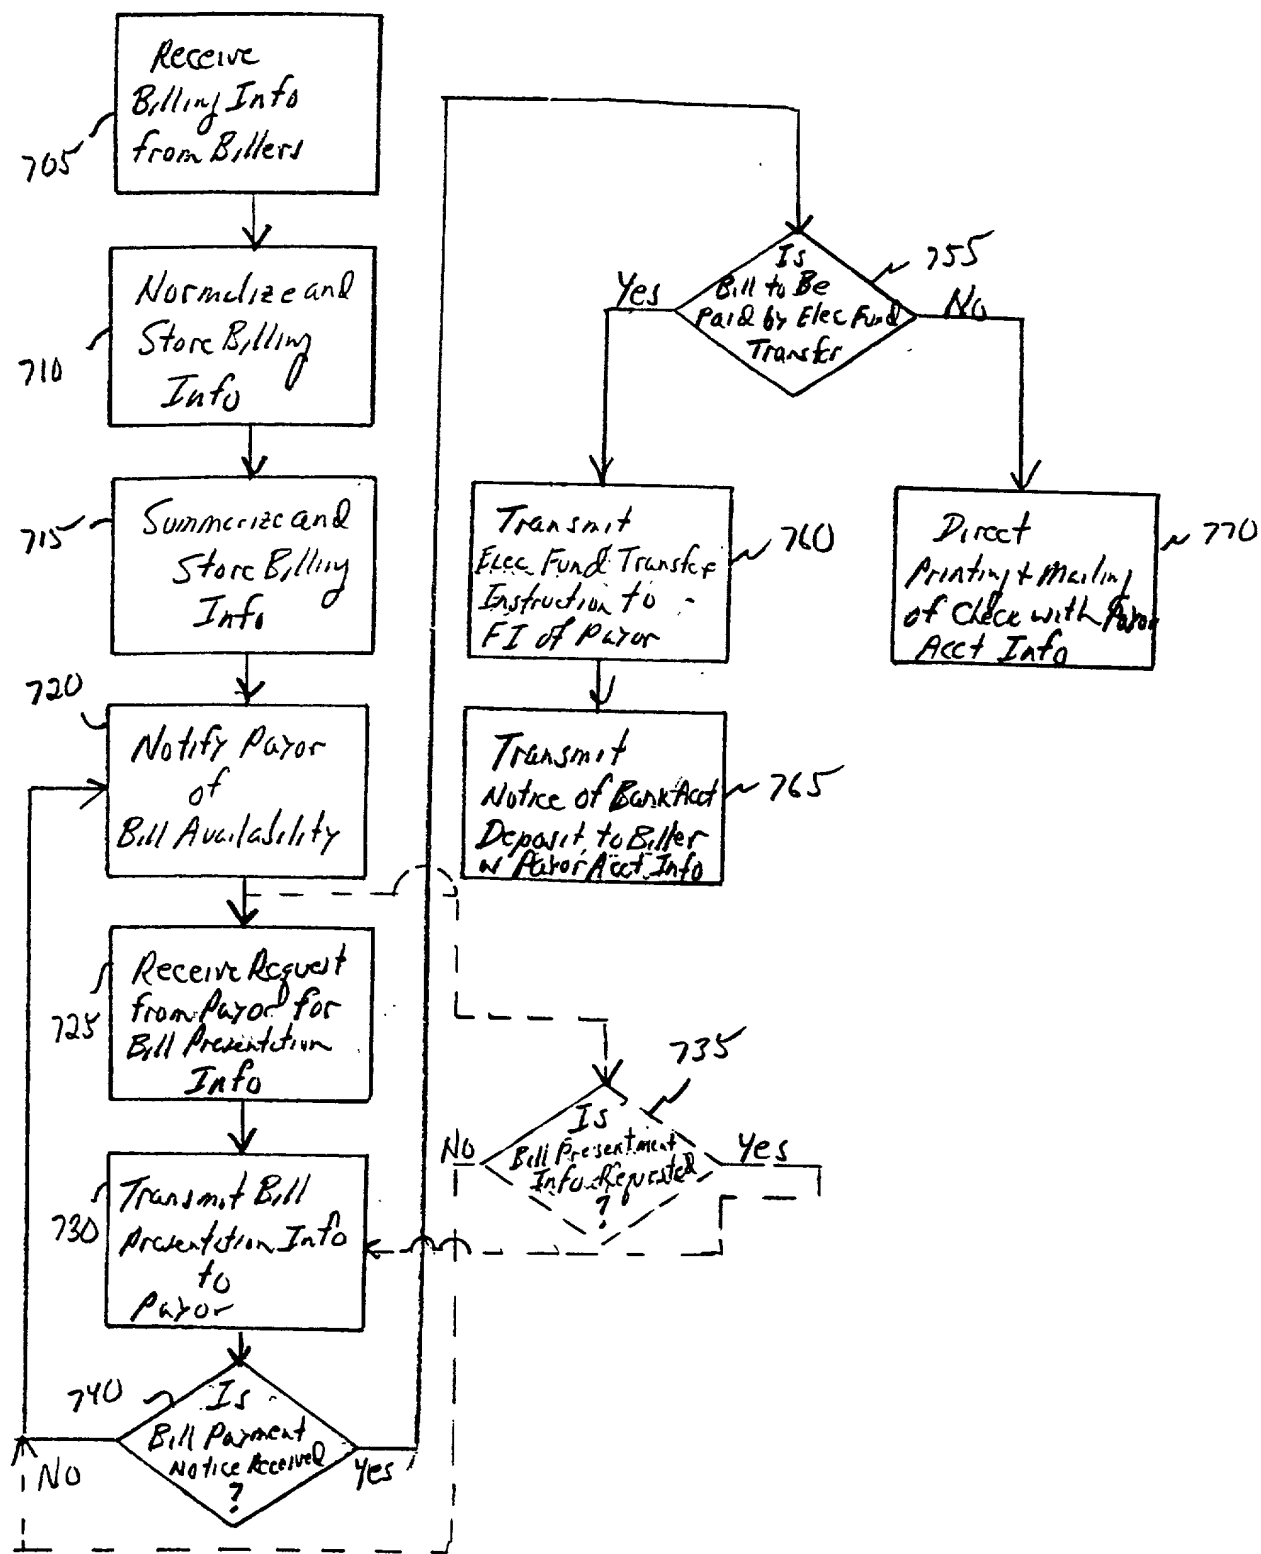 Receive
Billing Info
from Billers
705
Normalize and
Store Billing
Info
710
Summarize and
Store Billing
Info
715
720
Notify Payor
of
Bill Availability
Receive Request
from Payor for
Bill Presentation
Info
725
Transmit Bill
Presentation Info
to
Payor
730
740
Is
Bill Payment
Notice Received
?
No
Yes
735
Is
Bill Presentment
Info Requested
?
No
Yes
755
Is
Bill to Be
Paid by Elec Fund
Transfer
Yes
No
Transmit
Elec Fund Transfer
Instruction to
FI of Payor
760
Transmit
Notice of Bank Acct
Deposit to Biller
w Payor Acct Info
765
Direct
Printing + Mailing
of Check with Payor
Acct Info
770